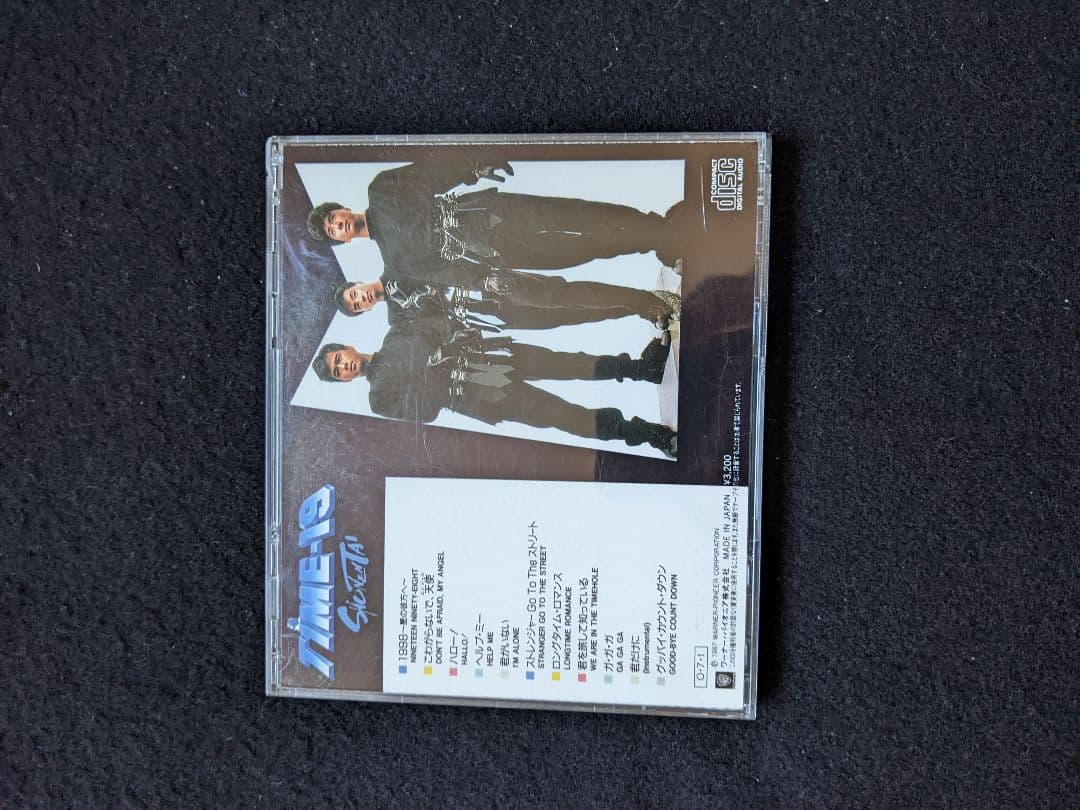 TIME-19
SHONENTAI
1998～星の彼方へ～
NINETEEN NINETY-EIGHT
こわがらないで、天使
DON'T BE AFRAID, MY ANGEL
ハロー！
HALLO！
ヘルプ・ミー
HELP ME
君がいない
I'M ALONE
ストレンジャー Go To The ストリート
STRANGER GO TO THE STREET
ロングタイム・ロマンス
LONGTIME ROMANCE
君を旅して知っている
WE ARE IN THE TIMEHOLE
ガ・ガ・ガ
GA GA GA
君だけに
(Instrumental)
グッバイ・カウント・ダウン
GOOD-BYE COUNT DOWN
O・7・1
Ⓟ© 1987 WARNER-PIONEER CORPORATION
ワーナー・パイオニア株式会社 MADE IN JAPAN ¥3,200
COMPACT
disc
DIGITAL AUDIO